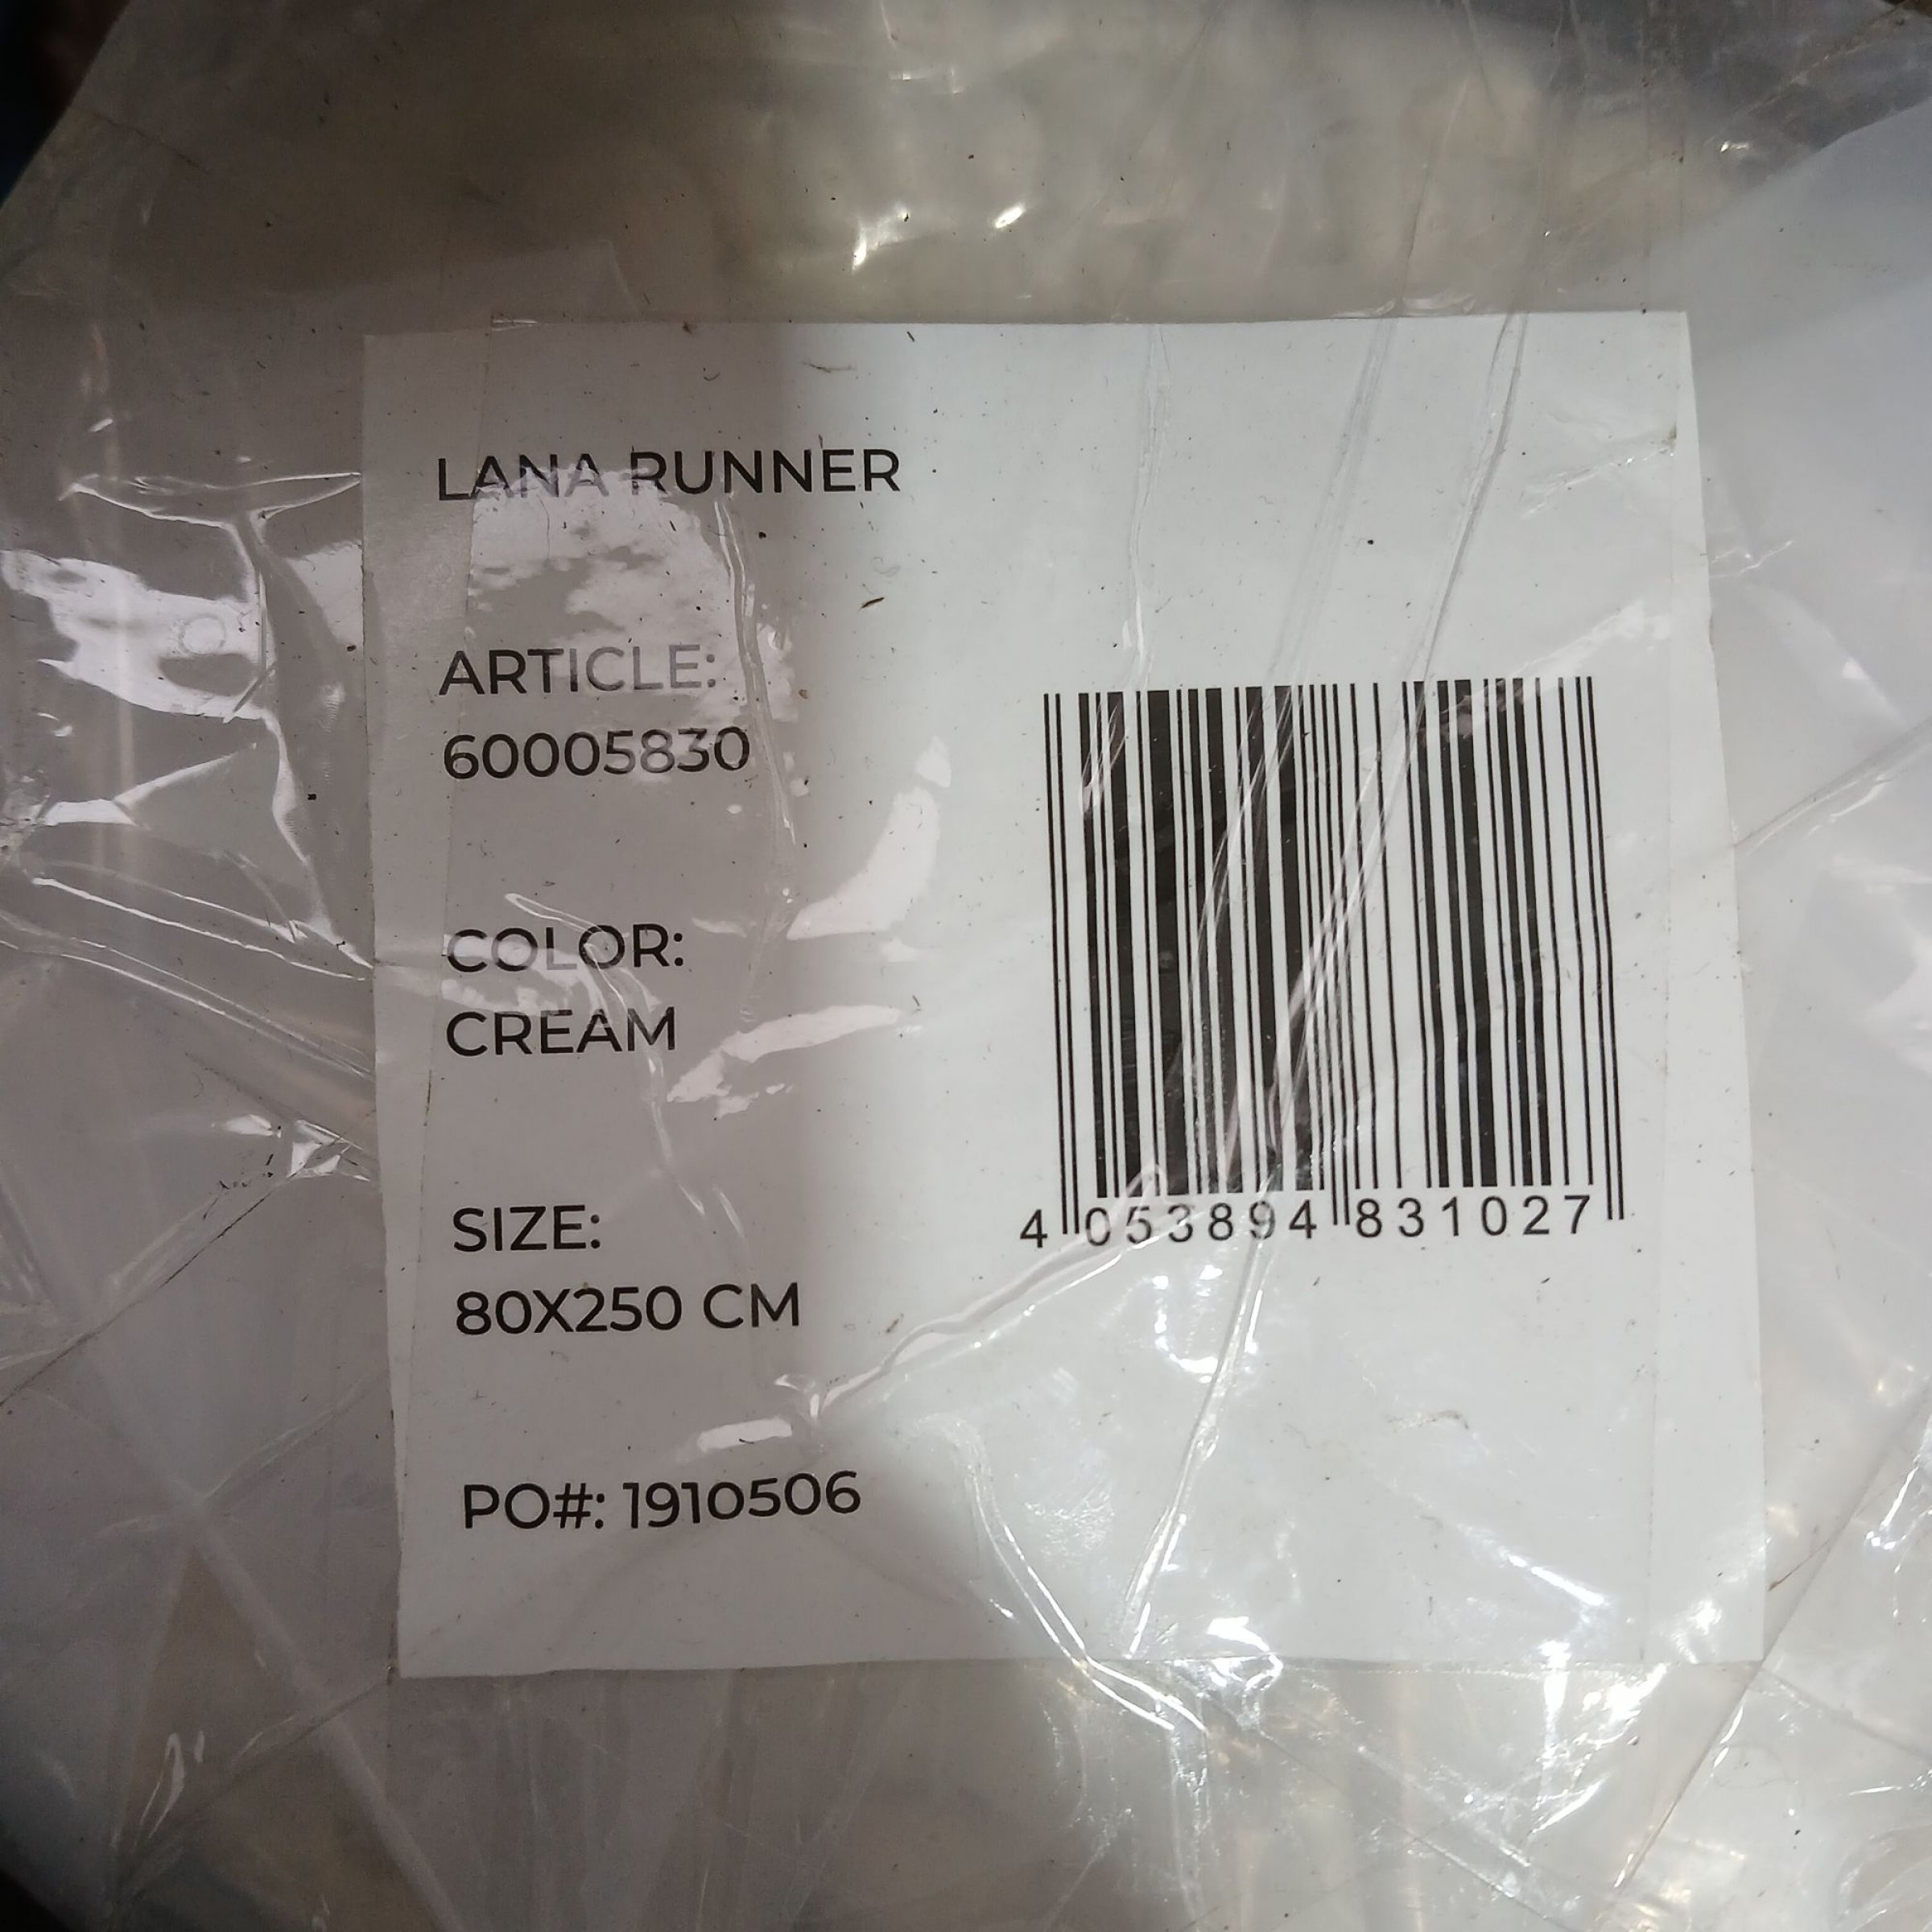 LANA RUNNER
ARTICLE:
60005830
COLOR:
CREAM
SIZE:
80X250 CM
PO#: 1910506
4 053894 831027